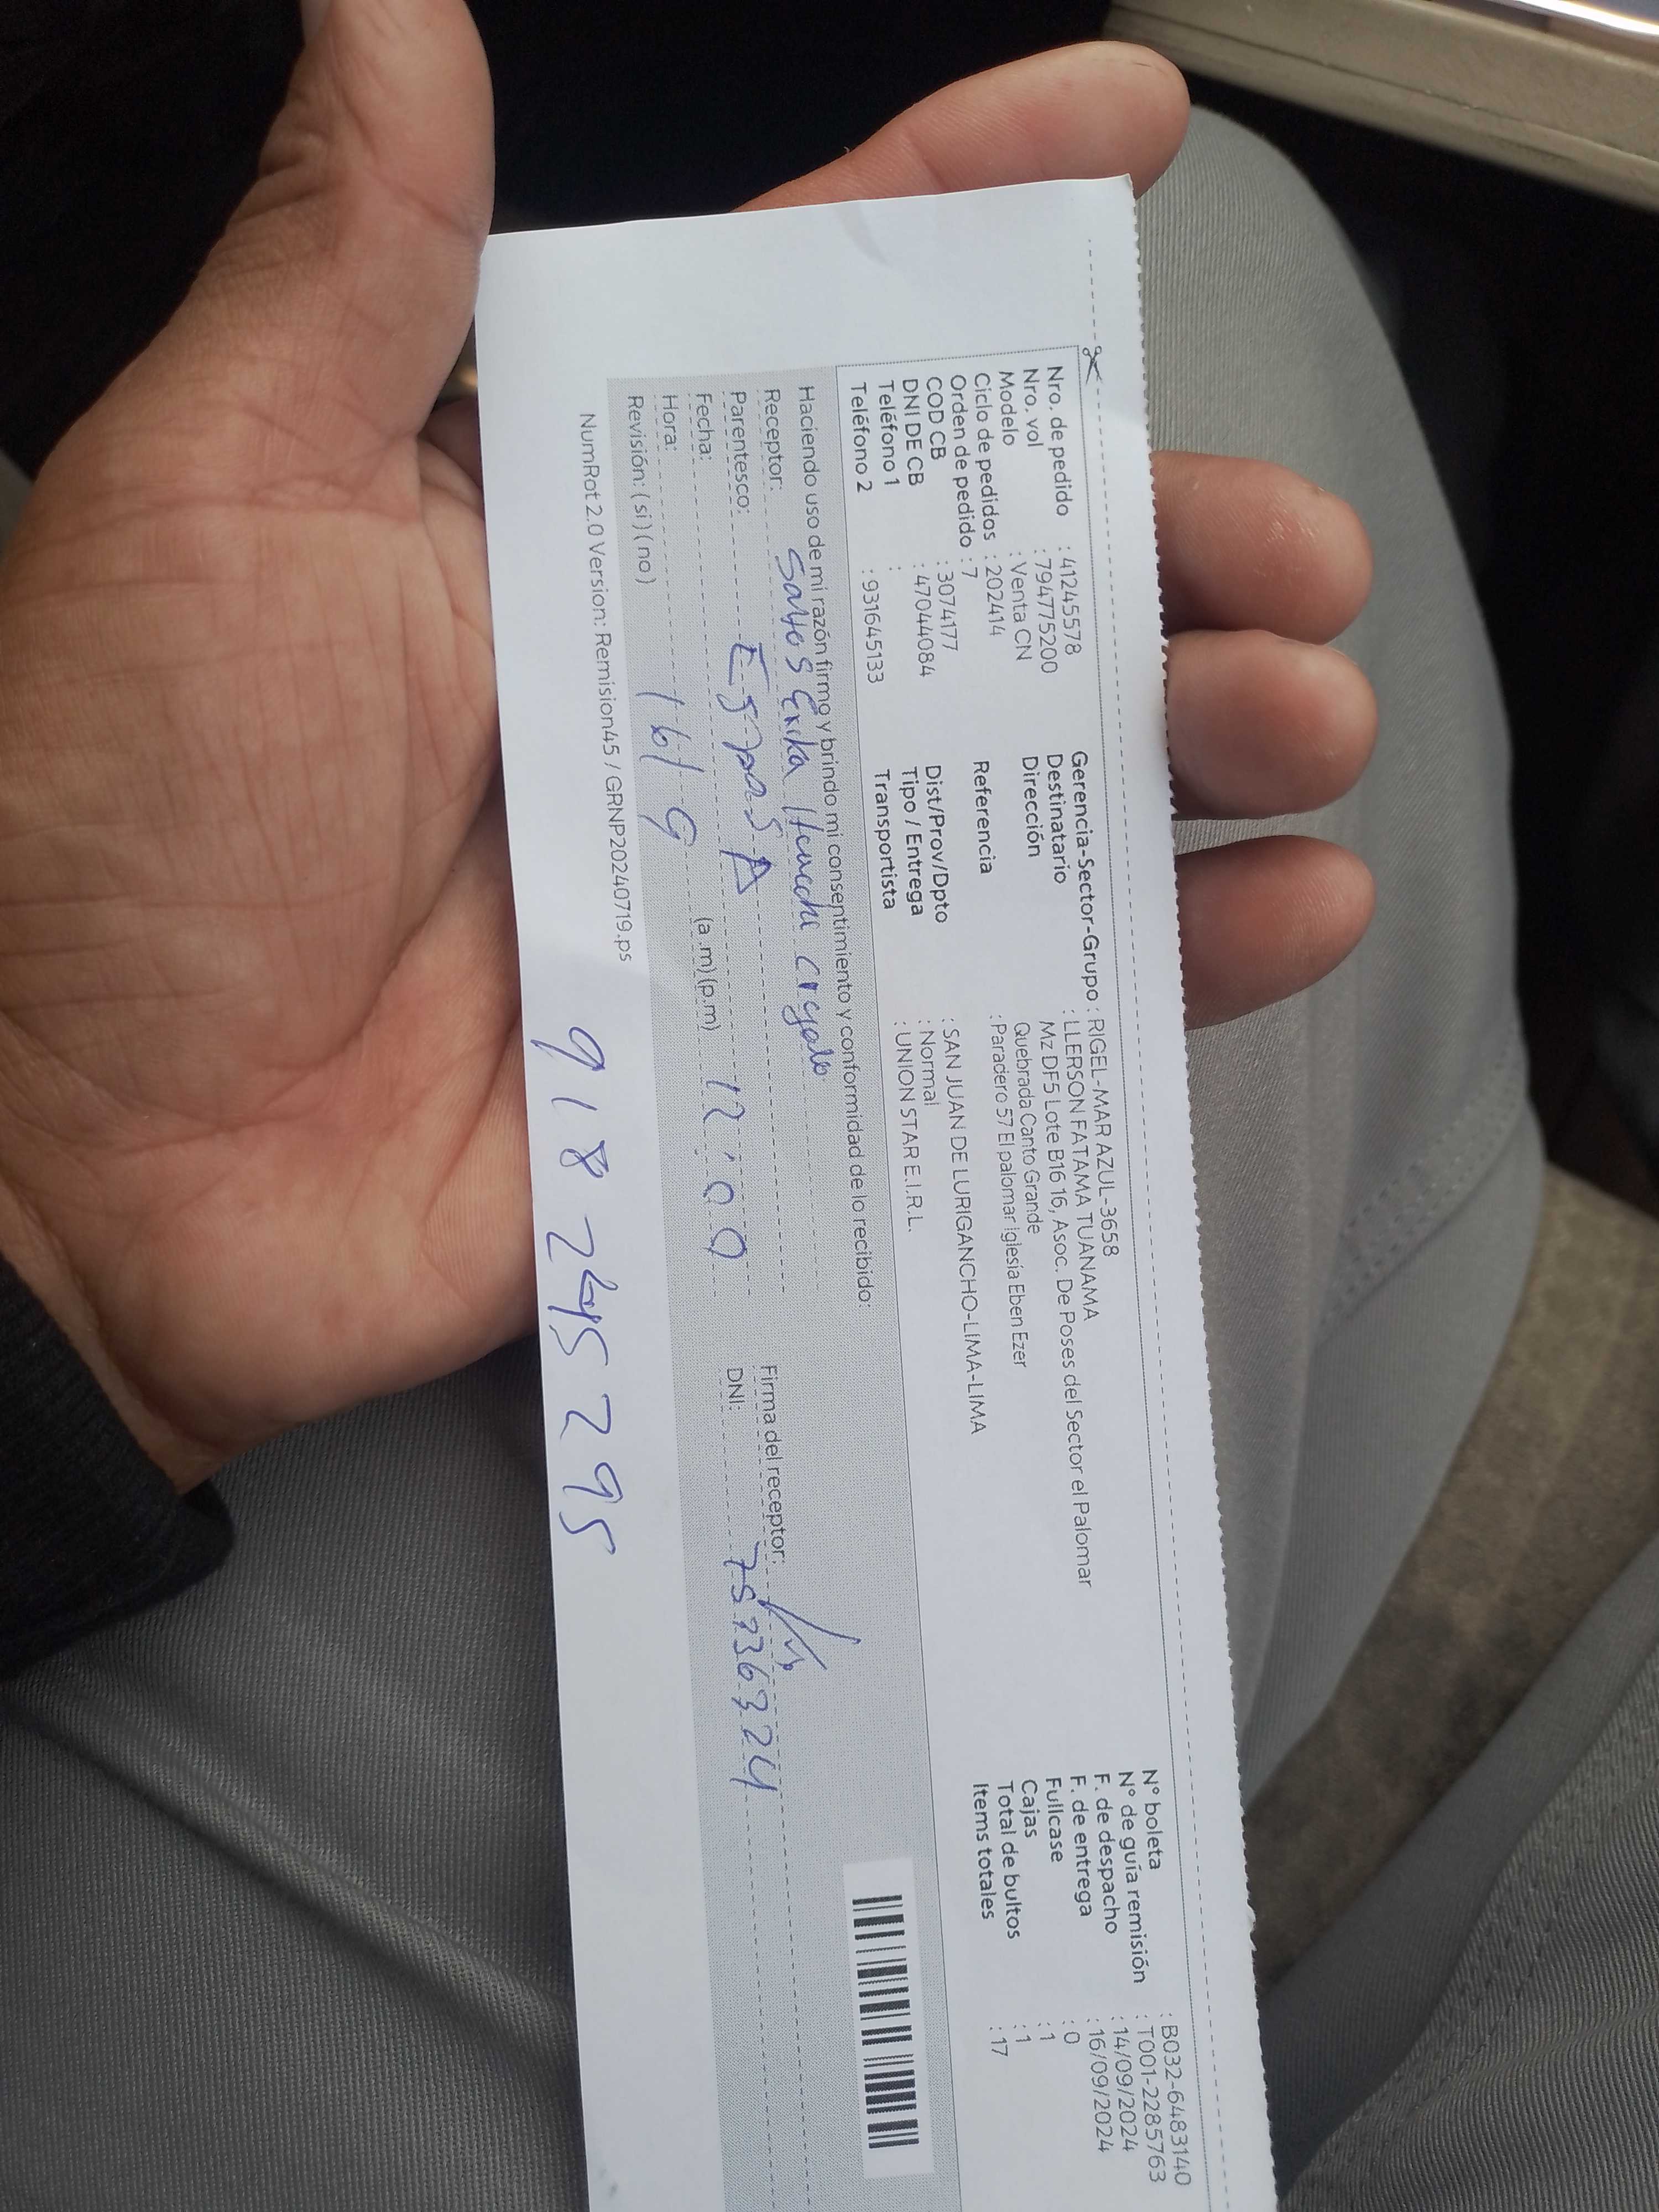 Nro. de pedido : 41245578
Nro. vol : 794775200
Modelo : Venta CN
Ciclo de pedidos : 202414
Orden de pedido : 7
COD CB : 3074177
DNI DE CB : 47044084
Teléfono 1 :
Teléfono 2 : 931645133
Gerencia-Sector-Grupo : RIGEL-MAR AZUL-3658
Destinatario : LLERSON FATAMA TUANAMA
Dirección Mz DF5 Lote B16 16, Asoc. De Poses del Sector el Palomar
Quebrada Canto Grande
Referencia : Paradero 57 El palomar Iglesia Eben Ezer
Dist/Prov/Dpto : SAN JUAN DE LURIGANCHO-LIMA-LIMA
Tipo / Entrega : Normal
Transportista : UNION STAR E.I.R.L.
N° boleta : B032-6483140
N° de guía remisión : T001-2285763
F. de despacho : 14/09/2024
F. de entrega : 16/09/2024
Fullcase : 0
Cajas : 1
Total de bultos : 1
Items totales : 17
Haciendo uso de mi razón firmo y brindo mi consentimiento y conformidad de lo recibido:
Receptor: Erika
Parentesco: Esposa
Fecha:
Hora: 16/ 9 (a.m)(p.m) 12:00
Revisión: (si) (no)
Firma del receptor:
DNI: 75736324
NumRot 2.0 Version: Remision45 / GRNP20240719.ps
918245295